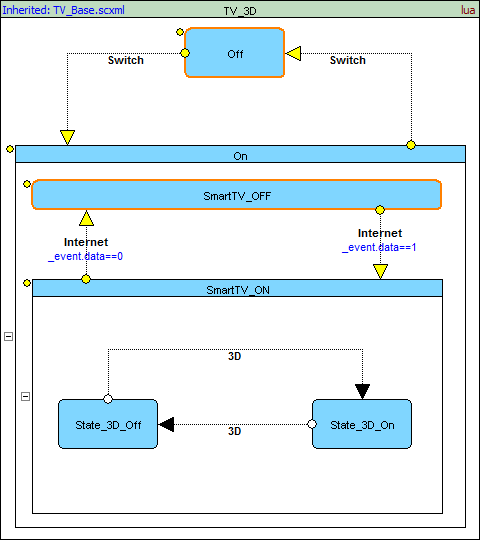 Inherited: TV_Base.scxml TV_3D lua
Off
Switch Switch
On
SmartTV_OFF
Internet Internet
_event.data==0 _event.data==1
SmartTV_ON
3D
State_3D_Off State_3D_On
3D